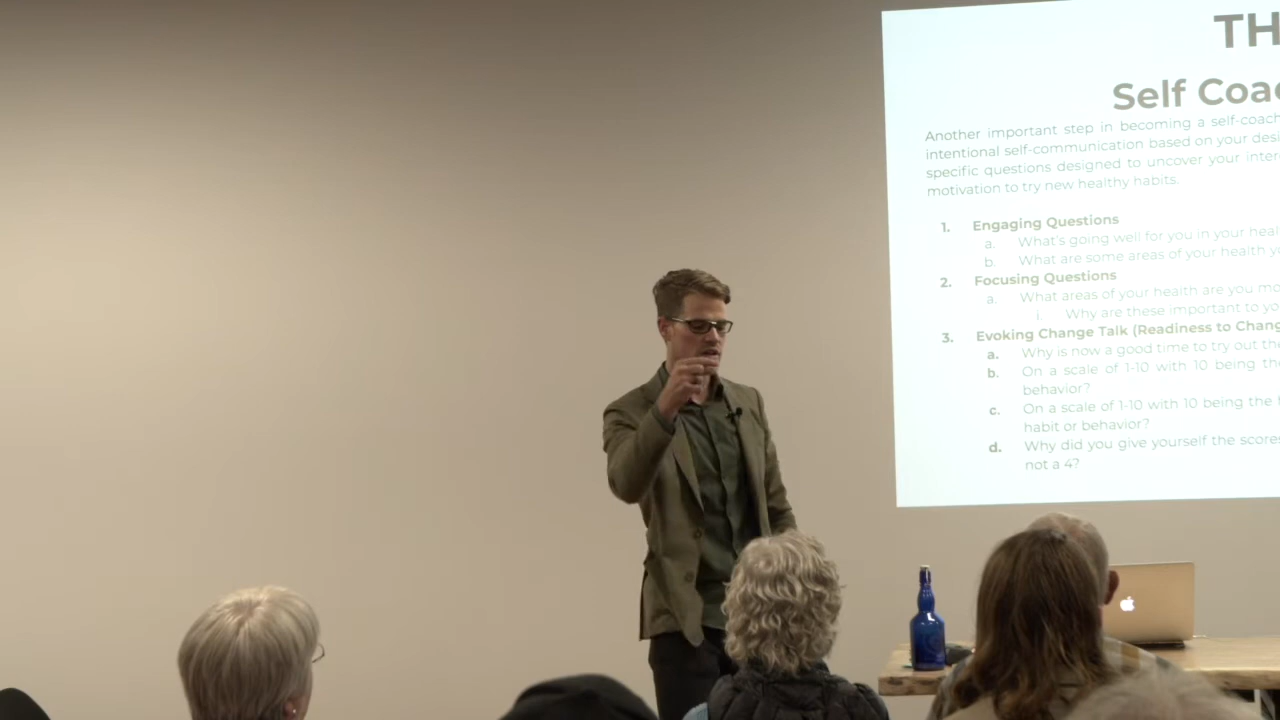 TH
Self Coac
Another important step in becoming a self-coach
intentional self-communication based on your desi
specific questions designed to uncover your inter
motivation to try new healthy habits.
1. Engaging Questions
a. What's going well for you in your heal
b. What are some areas of your health y
2. Focusing Questions
a. What areas of your health are you mo
i. Why are these important to yo
3. Evoking Change Talk (Readiness to Chang
a. Why is now a good time to try out the
b. On a scale of 1-10 with 10 being the
behavior?
c. On a scale of 1-10 with 10 being the h
habit or behavior?
d. Why did you give yourself the scores
not a 4?